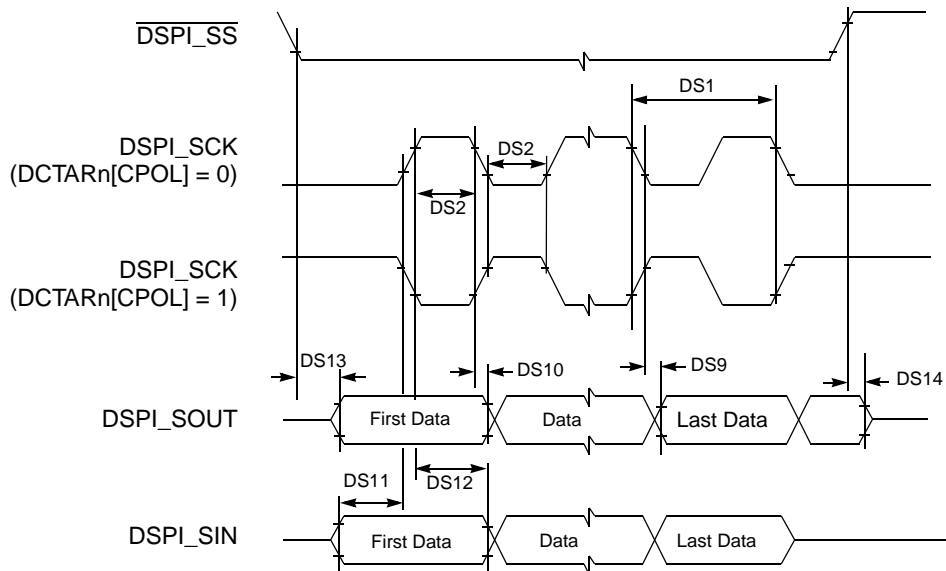 DSPI_SS
DS1
DSPI_SCK
(DCTARn[CPOL] = 0)
DS2
DS2
DSPI_SCK
(DCTARn[CPOL] = 1)
DS13
DS10
DS9
DS14
DSPI_SOUT
First Data
Data
Last Data
DS11
DS12
DSPI_SIN
First Data
Data
Last Data